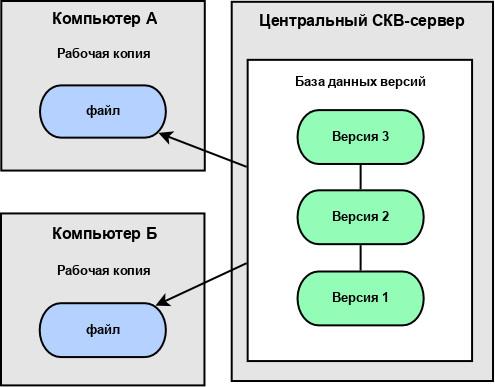 Компьютер А
Рабочая копия
файл
Компьютер Б
Рабочая копия
файл
Центральный СКВ-сервер
База данных версий
Версия 3
Версия 2
Версия 1